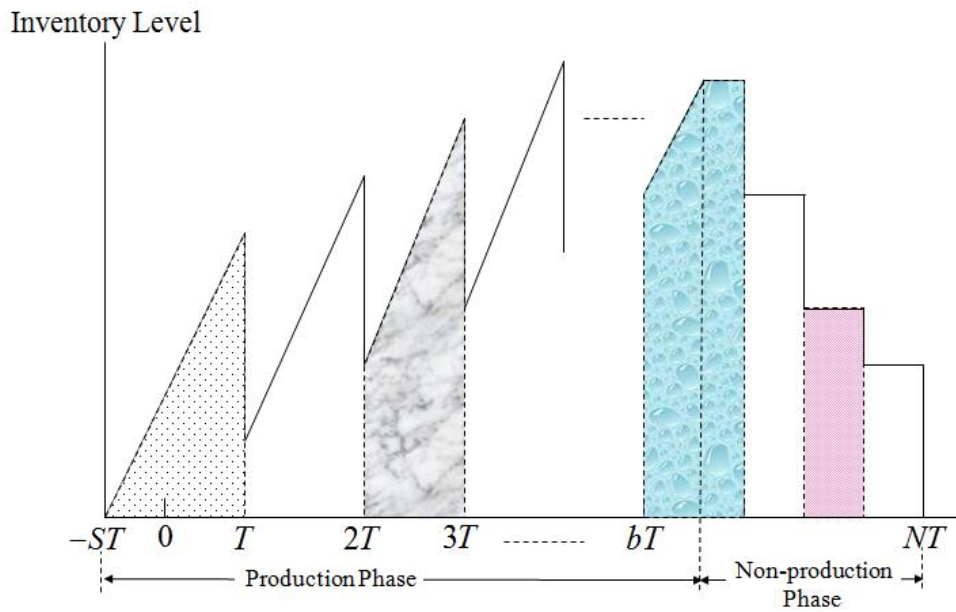 Inventory Level
−ST 0 T 2T 3T bT NT
Production Phase
Non-production
Phase